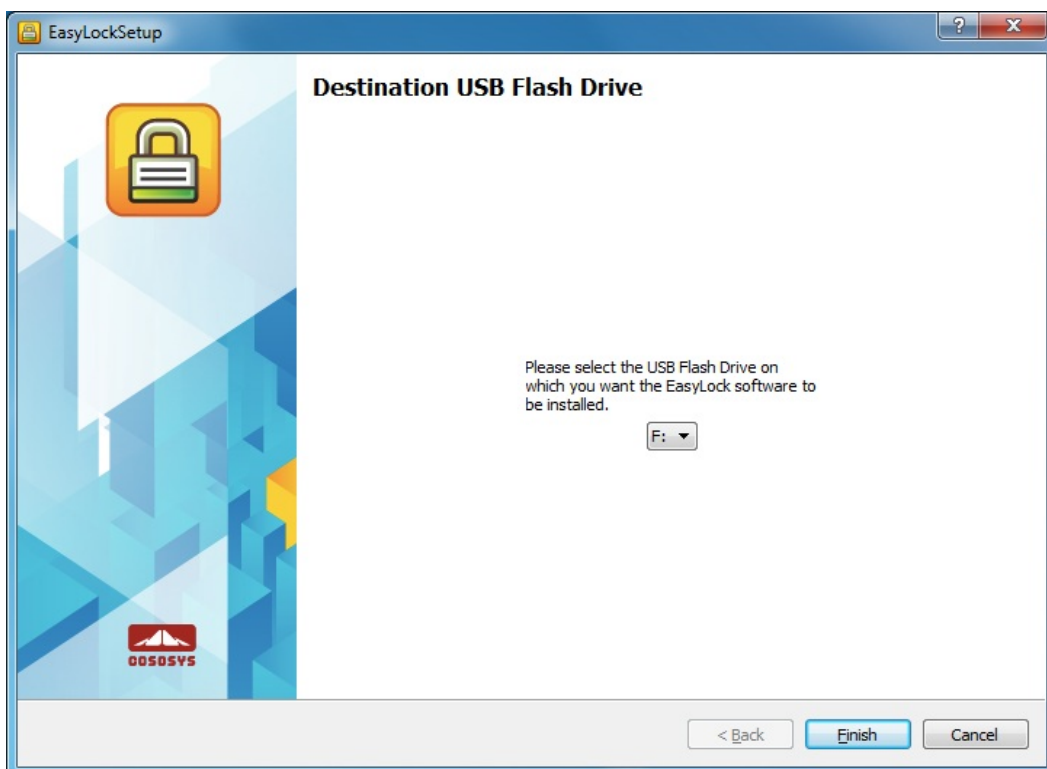 EasyLockSetup
Destination USB Flash Drive
Please select the USB Flash Drive on
which you want the EasyLock software to
be installed.
F:
COSOSYS
< Back
Finish
Cancel